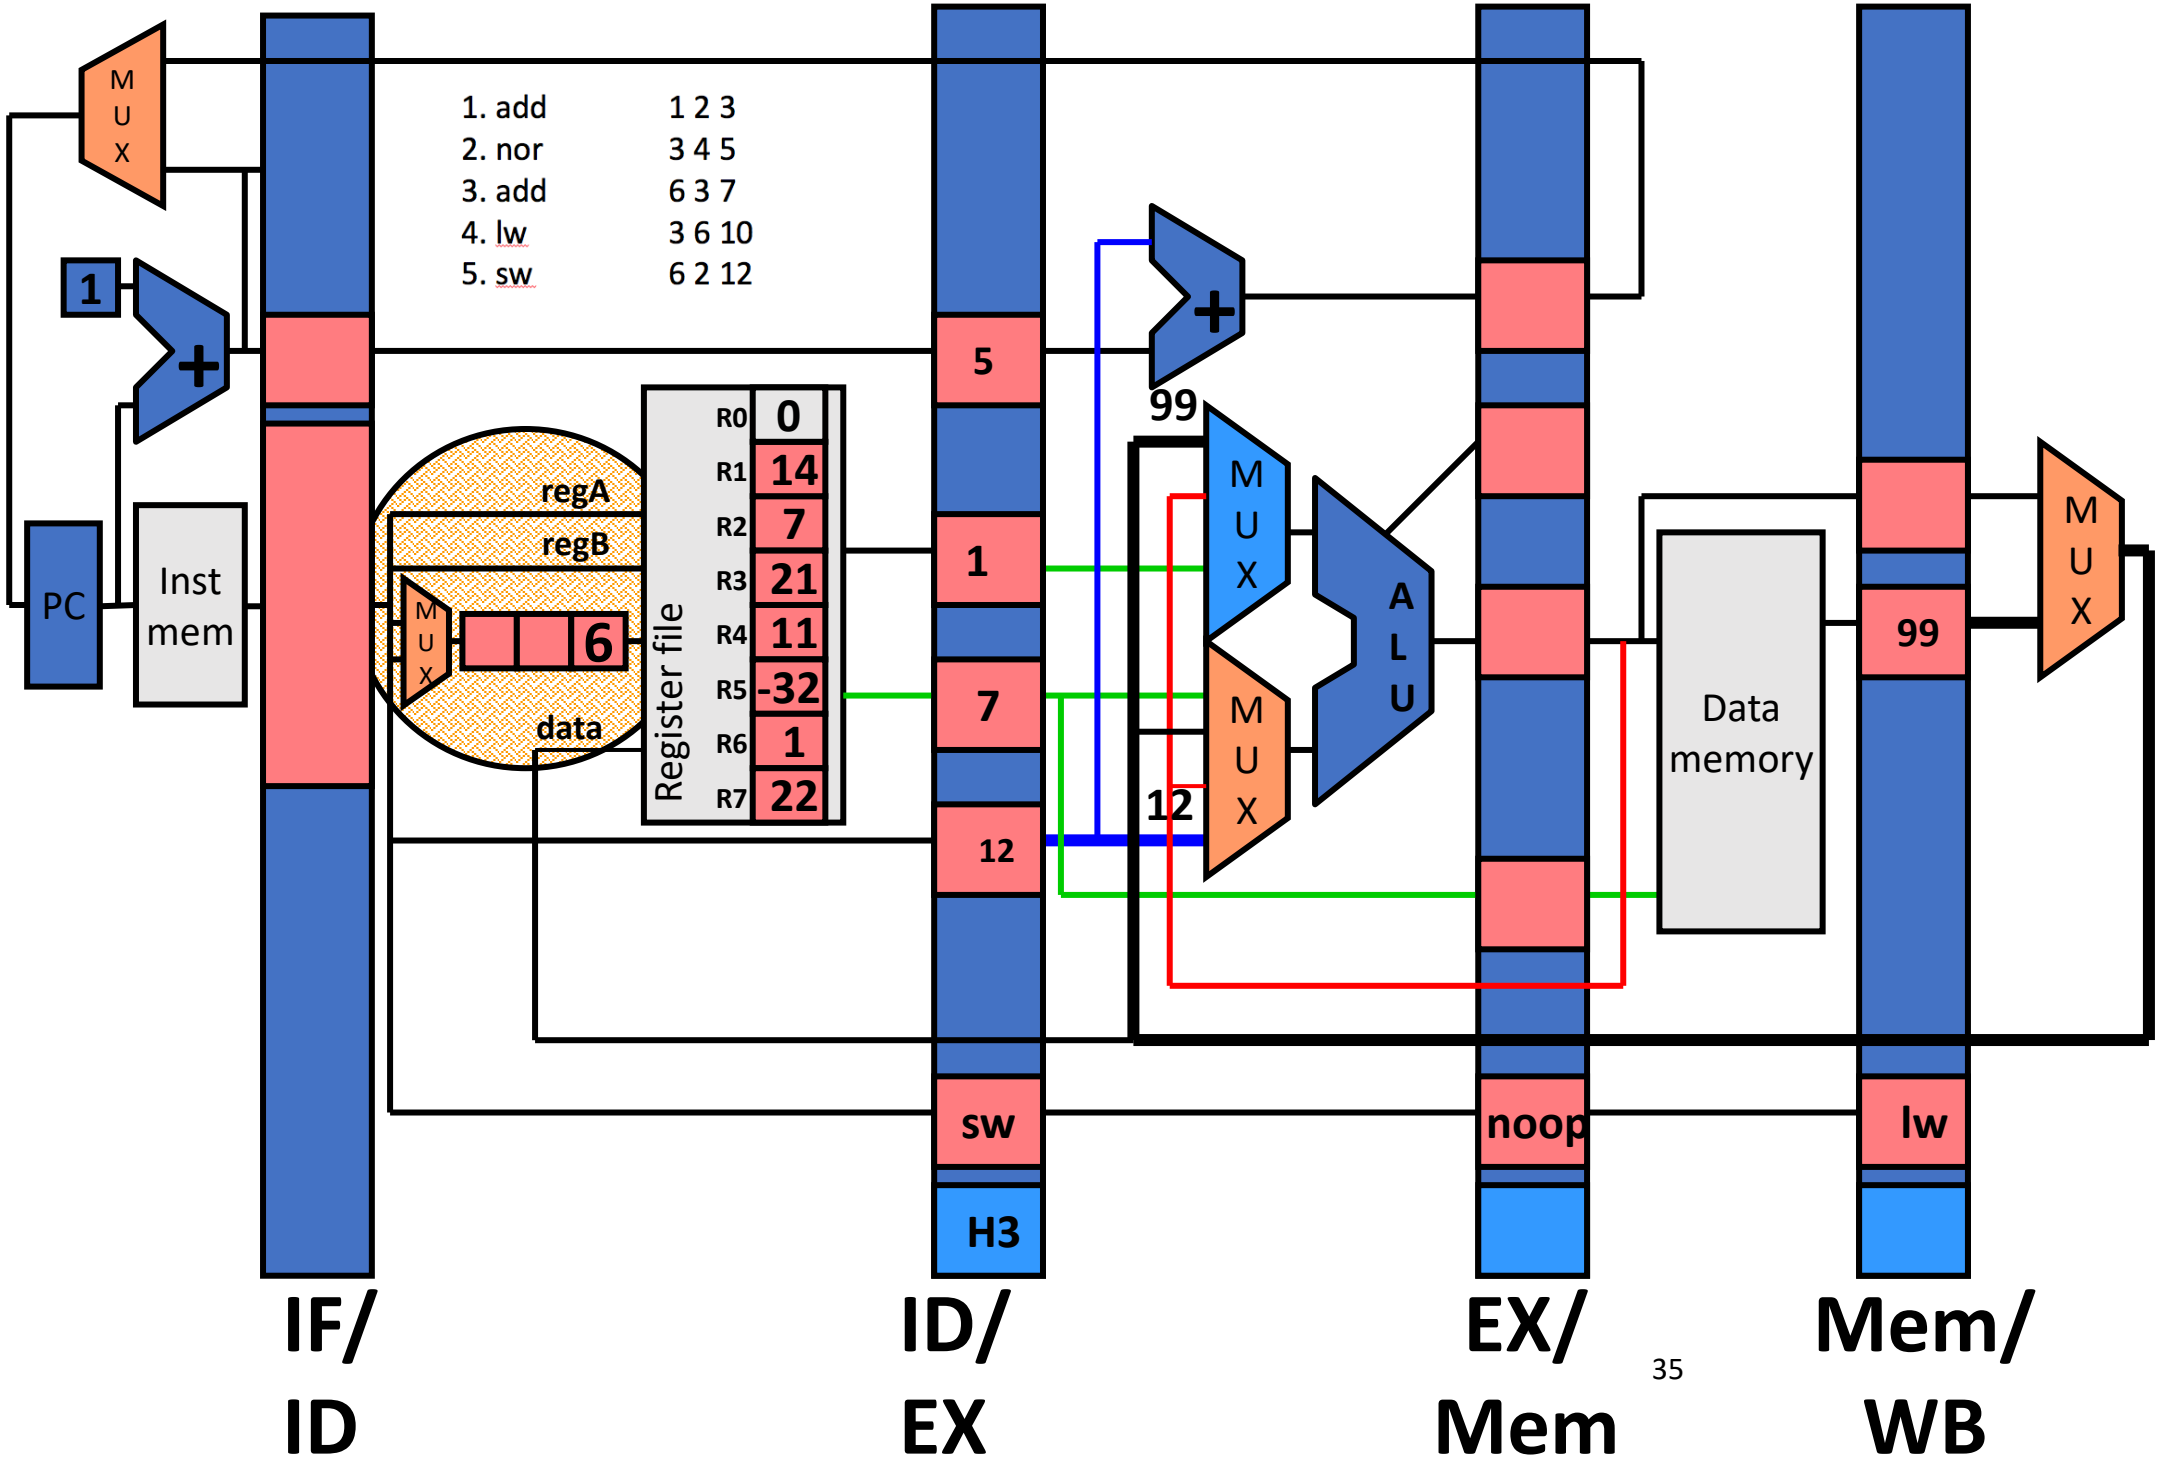 M
U
X
1. add 1 2 3
2. nor 3 4 5
3. add 6 3 7
4. lw 3 6 10
5. sw 6 2 12
1
+
+
5
99
R0 0
R1 14
R2 7
R3 21
R4 11
R5 -32
R6 1
R7 22
Register file
regA
regB
M
U
X
6
data
PC
Inst
mem
1
7
12
M
U
X
M
U
X
12
A
L
U
Data
memory
99
M
U
X
sw
noop
lw
H3
IF/
ID
ID/
EX
EX/
Mem
35
Mem/
WB